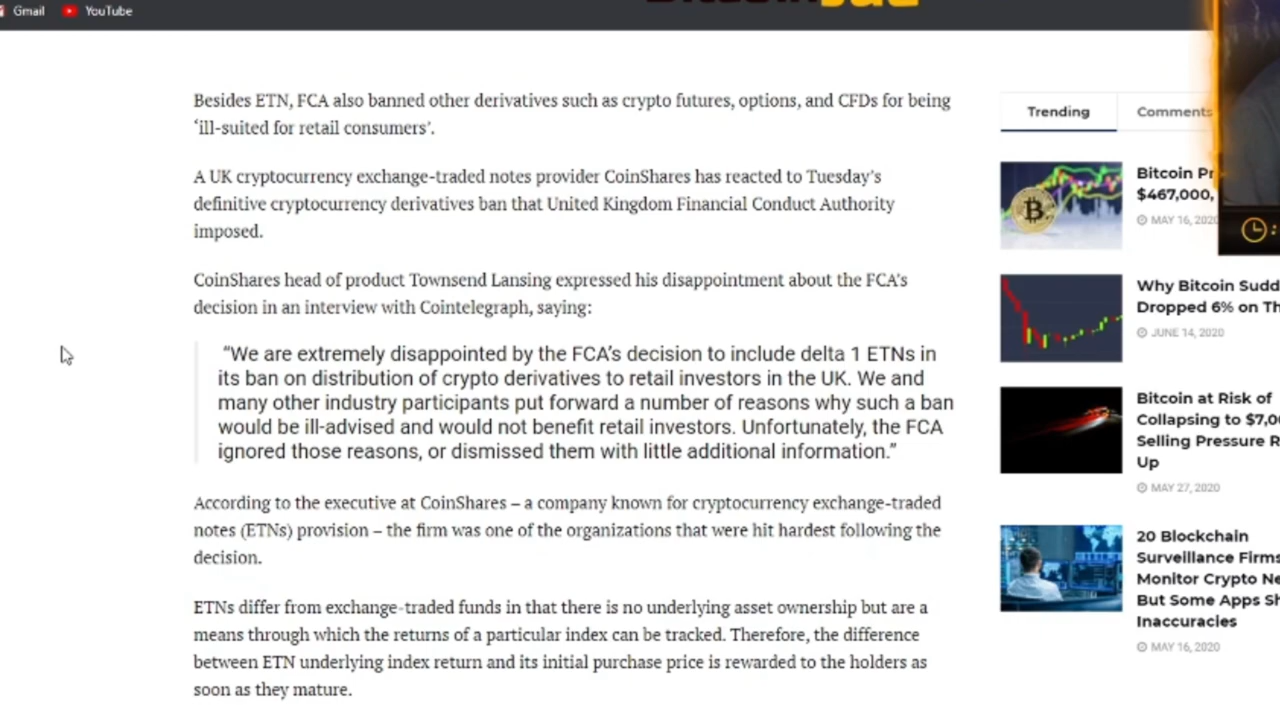 Gmail
YouTube
Besides ETN, FCA also banned other derivatives such as crypto futures, options, and CFDs for being
‘ill-suited for retail consumers’.
A UK cryptocurrency exchange-traded notes provider CoinShares has reacted to Tuesday’s
definitive cryptocurrency derivatives ban that United Kingdom Financial Conduct Authority
imposed.
CoinShares head of product Townsend Lansing expressed his disappointment about the FCA’s
decision in an interview with Cointelegraph, saying:
“We are extremely disappointed by the FCA’s decision to include delta 1 ETNs in
its ban on distribution of crypto derivatives to retail investors in the UK. We and
many other industry participants put forward a number of reasons why such a ban
would be ill-advised and would not benefit retail investors. Unfortunately, the FCA
ignored those reasons, or dismissed them with little additional information.”
According to the executive at CoinShares – a company known for cryptocurrency exchange-traded
notes (ETNs) provision – the firm was one of the organizations that were hit hardest following the
decision.
ETNs differ from exchange-traded funds in that there is no underlying asset ownership but are a
means through which the returns of a particular index can be tracked. Therefore, the difference
between ETN underlying index return and its initial purchase price is rewarded to the holders as
soon as they mature.
Trending
Comments
Bitcoin Pr
$467,000,
MAY 16, 2020
Why Bitcoin Sudd
Dropped 6% on Th
JUNE 14, 2020
Bitcoin at Risk of
Collapsing to $7,0
Selling Pressure R
Up
MAY 27, 2020
20 Blockchain
Surveillance Firms
Monitor Crypto Ne
But Some Apps Sh
Inaccuracies
MAY 16, 2020